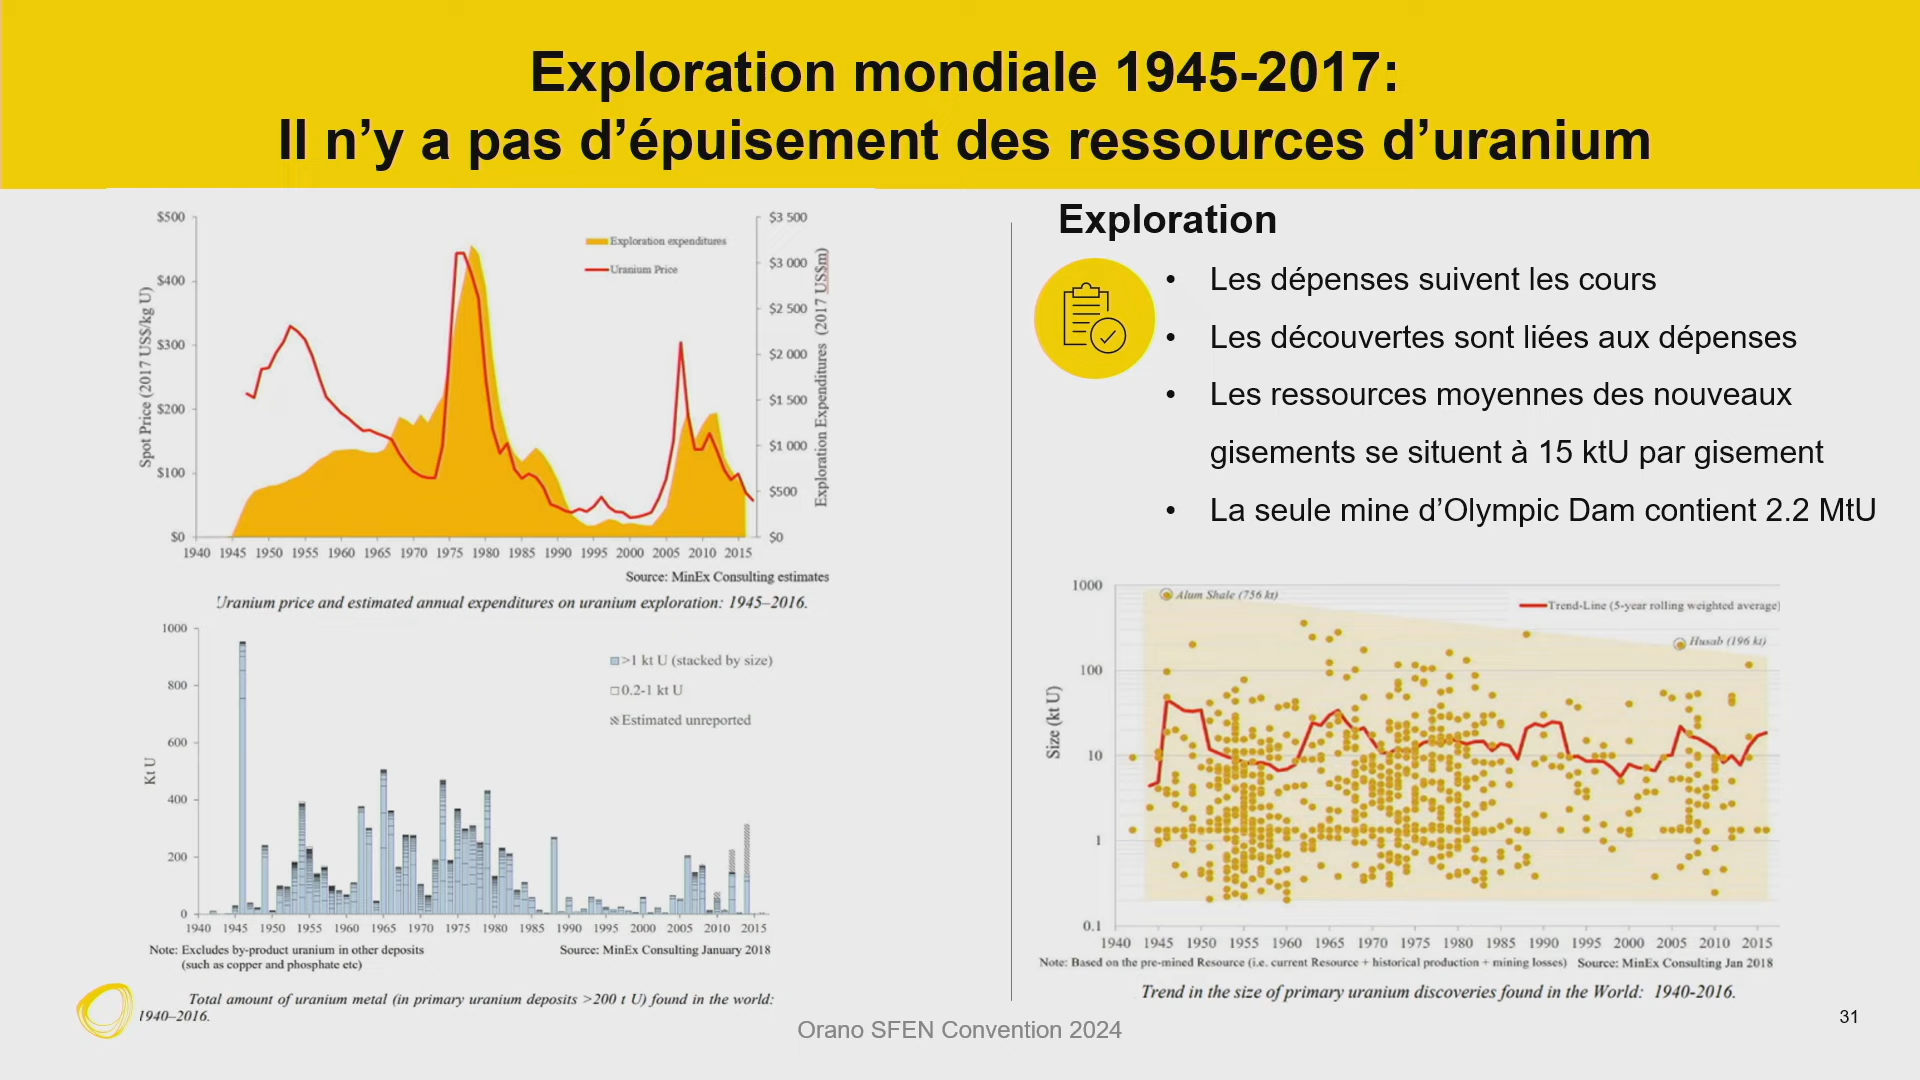 Exploration mondiale 1945-2017:
Il n’y a pas d’épuisement des ressources d’uranium
$500
$400
$300
$200
$100
$0
Spot Price (2017 US$/kg U)
Exploration expenditures
Uranium Price
$3 500
$3 000
$2 500
$2 000
$1 500
$1 000
$500
$0
Exploration Expenditures (2017 US$m)
1940 1945 1950 1955 1960 1965 1970 1975 1980 1985 1990 1995 2000 2005 2010 2015
Source: MinEx Consulting estimates
Uranium price and estimated annual expenditures on uranium exploration: 1945–2016.
1000
800
600
400
200
0
Kt U
>1 kt U (stacked by size)
0.2-1 kt U
Estimated unreported
1940 1945 1950 1955 1960 1965 1970 1975 1980 1985 1990 1995 2000 2005 2010 2015
Note: Excludes by-product uranium in other deposits
(such as copper and phosphate etc)
Source: MinEx Consulting January 2018
Total amount of uranium metal (in primary uranium deposits >200 t U) found in the world:
1940–2016.
Exploration
• Les dépenses suivent les cours
• Les découvertes sont liées aux dépenses
• Les ressources moyennes des nouveaux
gisements se situent à 15 ktU par gisement
• La seule mine d’Olympic Dam contient 2.2 MtU
1000
100
10
1
0.1
Size (kt U)
Alum Shale (756 kt)
Trend-Line (5-year rolling weighted average)
Husab (196 kt)
1940 1945 1950 1955 1960 1965 1970 1975 1980 1985 1990 1995 2000 2005 2010 2015
Note: Based on the pre-mined Resource (i.e. current Resource + historical production + mining losses) Source: MinEx Consulting Jan 2018
Trend in the size of primary uranium discoveries found in the World: 1940-2016.
Orano SFEN Convention 2024
31